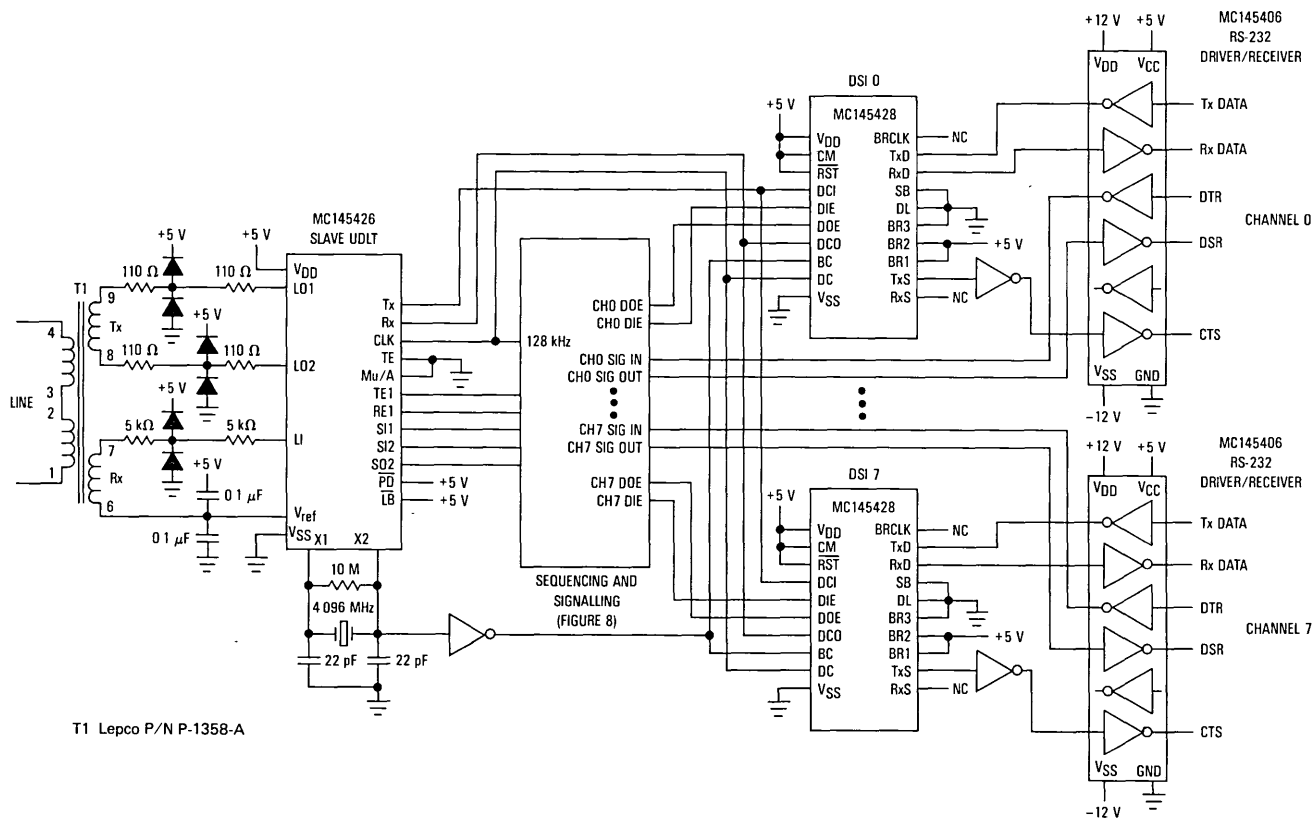 T1
LINE
4
3
2
1
9
Tx
8
7
Rx
6
110 Ω
+5 V
110 Ω
110 Ω
+5 V
110 Ω
5 kΩ
+5 V
5 kΩ
+5 V
0 1 μF
0 1 μF
+5 V
MC145426
SLAVE UDLT
VDD
LO1
LO2
LI
Vref
VSS
X1
X2
Tx
Rx
CLK
TE
Mu/A
TE1
RE1
SI1
SI2
SO2
PD
+5 V
LB
+5 V
10 M
4 096 MHz
22 pF
22 pF
T1 Lepco P/N P-1358-A
128 kHz
CH0 DOE
CH0 DIE
CH0 SIG IN
CH0 SIG OUT
CH7 SIG IN
CH7 SIG OUT
CH7 DOE
CH7 DIE
SEQUENCING AND
SIGNALLING
(FIGURE 8)
DSI 0
+5 V
MC145428
VDD
CM
RST
DCI
DIE
DOE
DCO
BC
DC
VSS
BRCLK
NC
TxD
RxD
SB
DL
BR3
BR2
+5 V
BR1
TxS
RxS
NC
+12 V
+5 V
MC145406
RS-232
DRIVER/RECEIVER
VDD
VCC
Tx DATA
Rx DATA
DTR
CHANNEL 0
DSR
CTS
VSS
GND
−12 V
DSI 7
+5 V
MC145428
VDD
CM
RST
DCI
DIE
DOE
DCO
BC
DC
VSS
BRCLK
NC
TxD
RxD
SB
DL
BR3
BR2
+5 V
BR1
TxS
RxS
NC
+12 V
+5 V
MC145406
RS-232
DRIVER/RECEIVER
VDD
VCC
Tx DATA
Rx DATA
DTR
CHANNEL 7
DSR
CTS
VSS
GND
−12 V